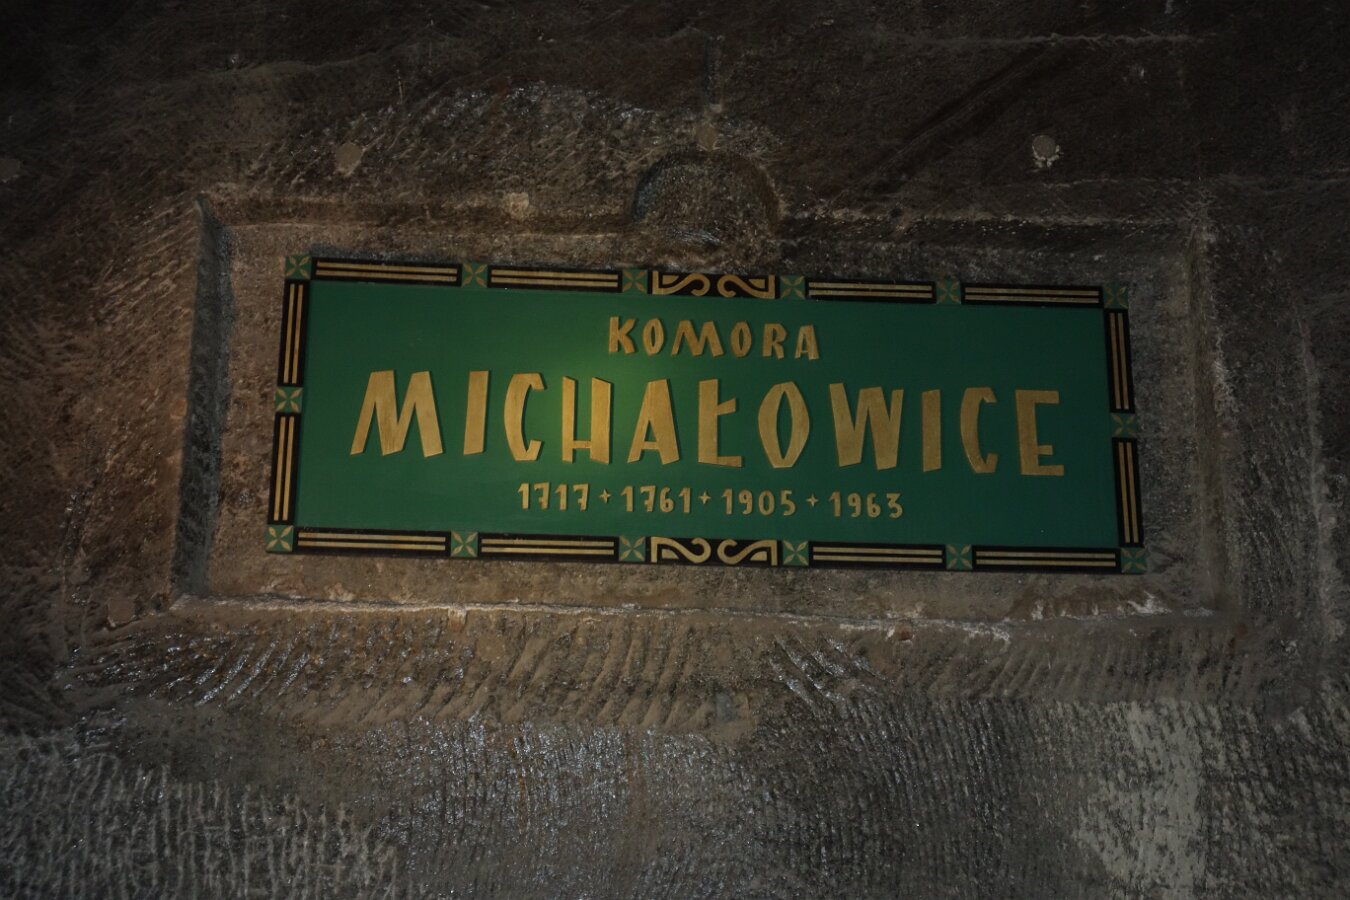 KOMORA
MICHAŁOWICE
1717 + 1761 + 1905 + 1963